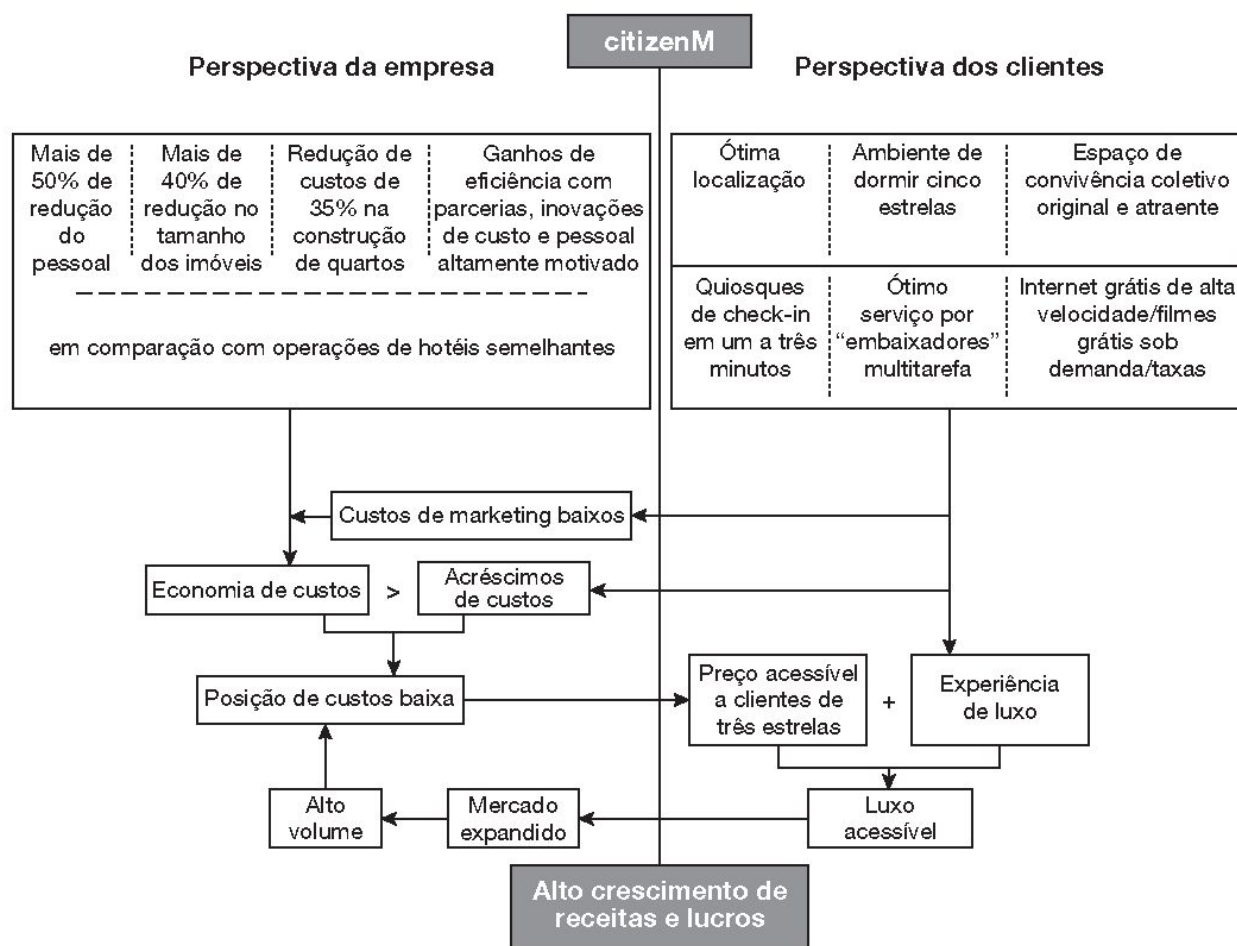 citizenM
Perspectiva da empresa
Perspectiva dos clientes
Mais de
50% de
redução
do
pessoal
Mais de
40% de
redução no
tamanho
dos imóveis
Redução de
custos de
35% na
construção
de quartos
Ganhos de
eficiência com
parcerias, inovações
de custo e pessoal
altamente motivado
em comparação com operações de hotéis semelhantes
Ótima
localização
Ambiente de
dormir cinco
estrelas
Espaço de
convivência coletivo
original e atraente
Quiosques
de check-in
em um a três
minutos
Ótimo
serviço por
“embaixadores”
multitarefa
Internet grátis de alta
velocidade/filmes
grátis sob
demanda/taxas
Custos de marketing baixos
Economia de custos
>
Acréscimos
de custos
Posição de custos baixa
Preço acessível
a clientes de
três estrelas
+
Experiência
de luxo
Alto
volume
Mercado
expandido
Luxo
acessível
Alto crescimento de
receitas e lucros